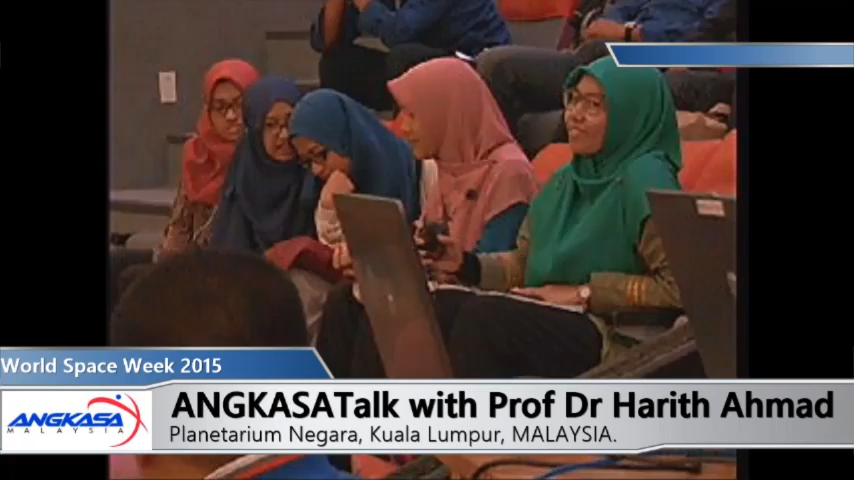 World Space Week 2015
ANGKASATalk with Prof Dr Harith Ahmad
ANGKASA
MALAYSIA
Planetarium Negara, Kuala Lumpur, MALAYSIA.